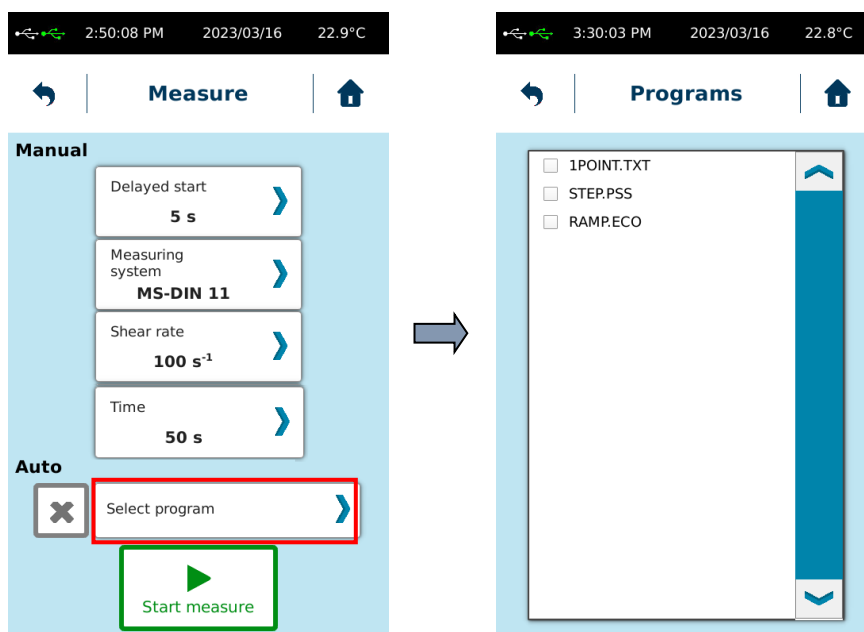 2:50:08 PM 2023/03/16 22.9°C
Measure
Manual
Delayed start
5 s
Measuring
system
MS-DIN 11
Shear rate
100 s⁻¹
Time
50 s
Auto
Select program
Start measure
3:30:03 PM 2023/03/16 22.8°C
Programs
1POINT.TXT
STEP.PSS
RAMP.ECO